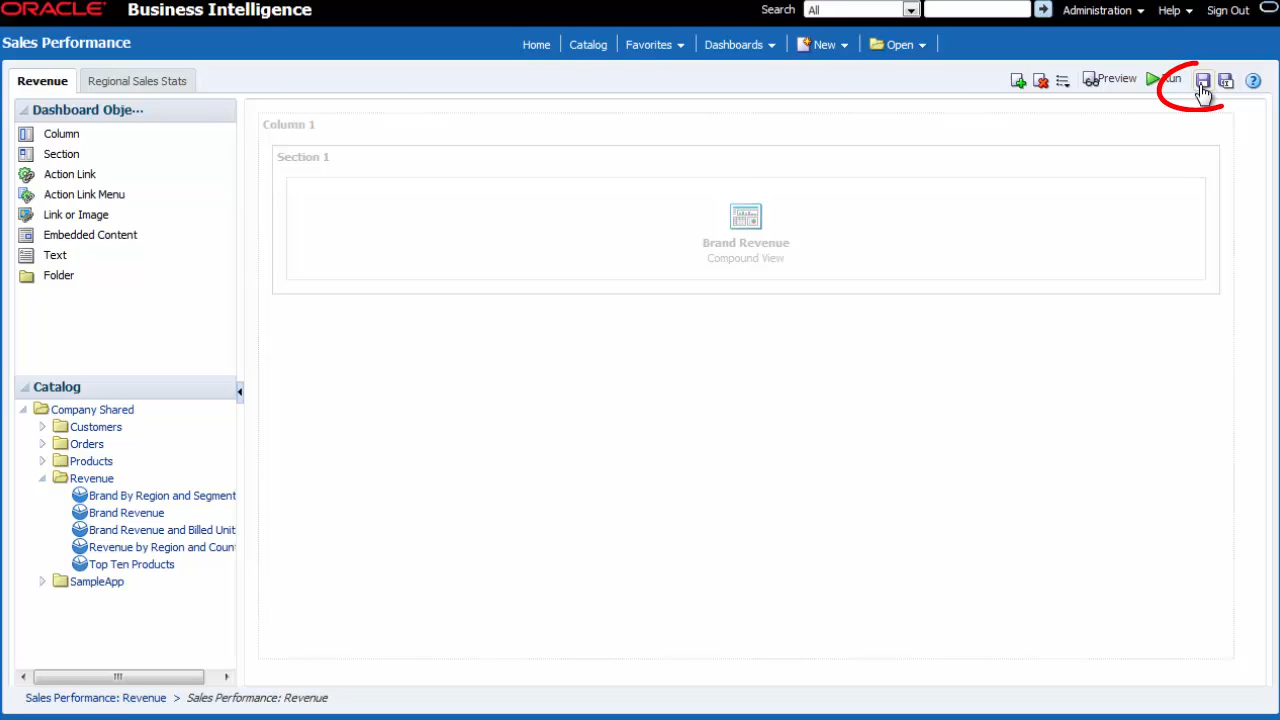 ORACLE Business Intelligence
Search All Administration Help Sign Out
Sales Performance
Home Catalog Favorites Dashboards New Open
Revenue Regional Sales Stats
Preview Run
Dashboard Obje...
Column
Section
Action Link
Action Link Menu
Link or Image
Embedded Content
Text
Folder
Column 1
Section 1
Brand Revenue
Compound View
Catalog
Company Shared
Customers
Orders
Products
Revenue
Brand By Region and Segment
Brand Revenue
Brand Revenue and Billed Unit
Revenue by Region and Coun
Top Ten Products
SampleApp
Sales Performance: Revenue > Sales Performance: Revenue